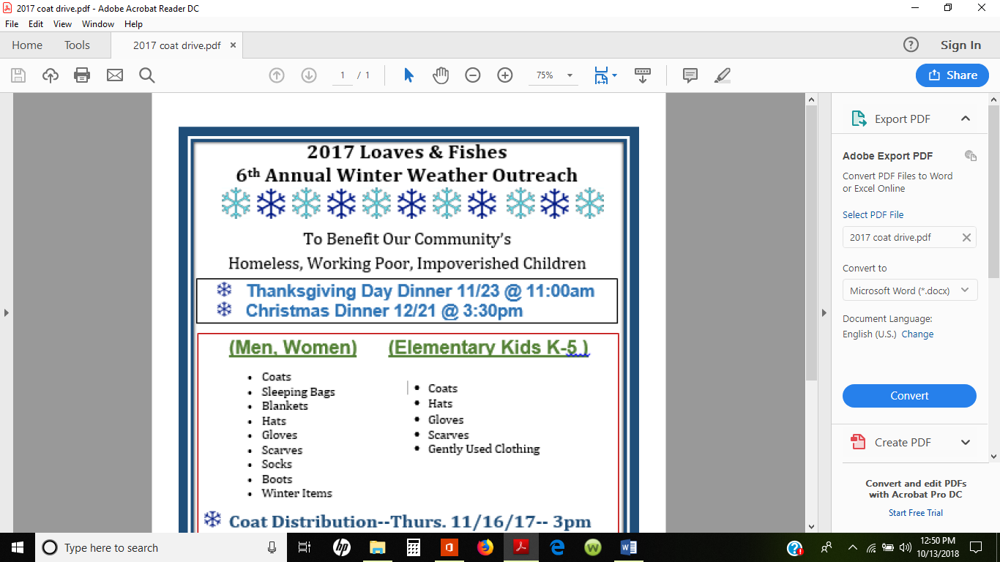 2017 coat drive.pdf - Adobe Acrobat Reader DC
File Edit View Window Help
Home Tools 2017 coat drive.pdf × ? Sign In
1 / 1 75% Share
2017 Loaves & Fishes
6th Annual Winter Weather Outreach
To Benefit Our Community's
Homeless, Working Poor, Impoverished Children
Thanksgiving Day Dinner 11/23 @ 11:00am
Christmas Dinner 12/21 @ 3:30pm
(Men, Women) (Elementary Kids K-5 )
• Coats
• Sleeping Bags
• Blankets
• Hats
• Gloves
• Scarves
• Socks
• Boots
• Winter Items
• Coats
• Hats
• Gloves
• Scarves
• Gently Used Clothing
Coat Distribution--Thurs. 11/16/17-- 3pm
Export PDF
Adobe Export PDF
Convert PDF Files to Word
or Excel Online
Select PDF File
2017 coat drive.pdf
Convert to
Microsoft Word (*.docx)
Document Language:
English (U.S.) Change
Convert
Create PDF
Convert and edit PDFs
with Acrobat Pro DC
Start Free Trial
Type here to search
hp
W
12:50 PM
10/13/2018